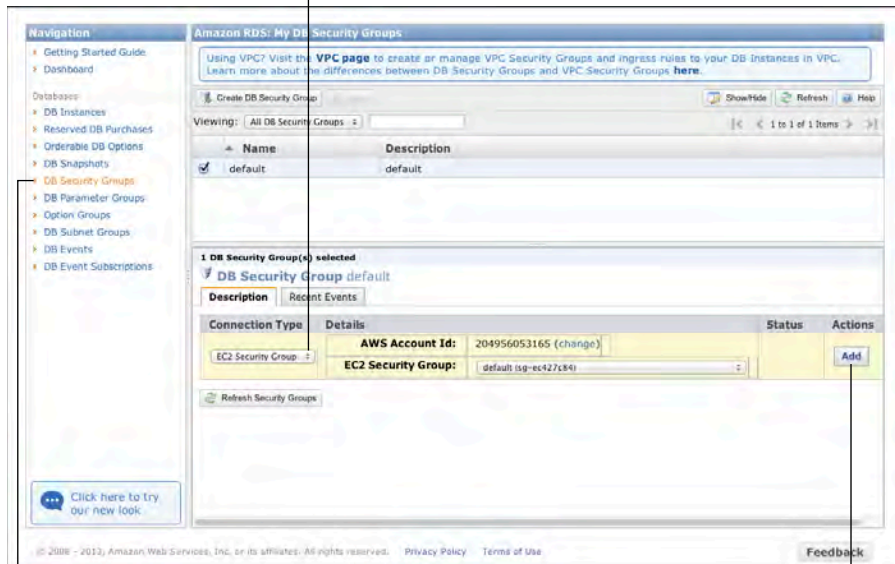 Navigation
Getting Started Guide
Dashboard
Databases
DB Instances
Reserved DB Purchases
Orderable DB Options
DB Snapshots
DB Security Groups
DB Parameter Groups
Option Groups
DB Subnet Groups
DB Events
DB Event Subscriptions
Click here to try
our new look
Amazon RDS: My DB Security Groups
Using VPC? Visit the VPC page to create or manage VPC Security Groups and ingress rules to your DB Instances in VPC.
Learn more about the differences between DB Security Groups and VPC Security Groups here.
Create DB Security Group
Show/Hide Refresh Help
Viewing: All DB Security Groups
1 to 1 of 1 Items
Name Description
default default
1 DB Security Group(s) selected
DB Security Group default
Description Recent Events
Connection Type Details Status Actions
EC2 Security Group
AWS Account Id: 204956053165 (change)
EC2 Security Group: default (sg-ec427c84)
Add
Refresh Security Groups
© 2008 - 2013, Amazon Web Services, Inc. or its affiliates. All rights reserved. Privacy Policy Terms of Use
Feedback